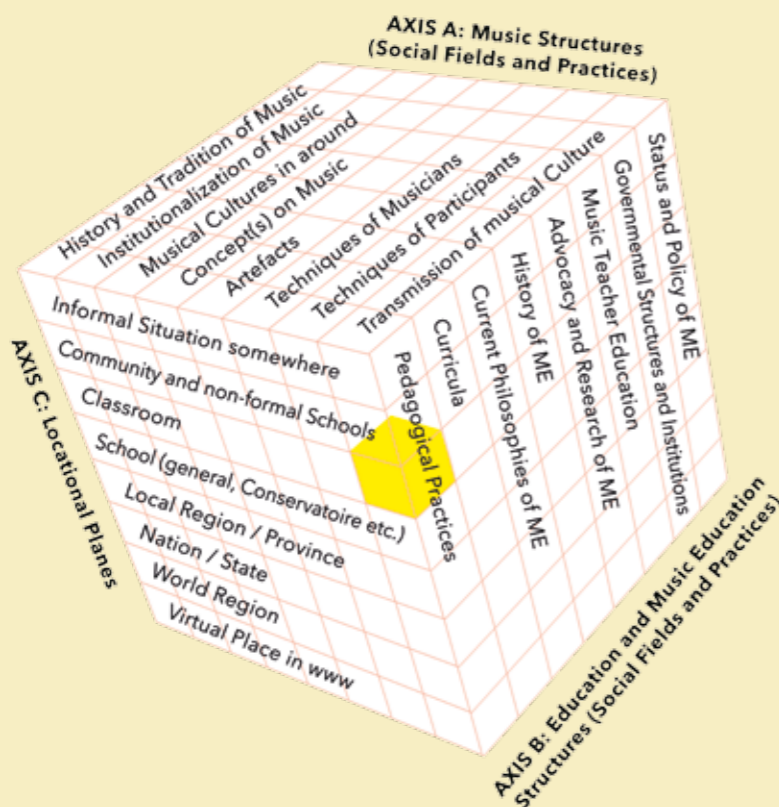 AXIS A: Music Structures
(Social Fields and Practices)
History and Tradition of Music
Institutionalization of Music
Musical Cultures in around
Concept(s) on Music
Artefacts
Techniques of Musicians
Techniques of Participants
Transmission of musical Culture
Pedagogical Practices
Curricula
Current Philosophies of ME
History of ME
Advocacy and Research of ME
Music Teacher Education
Governmental Structures and Institutions
Status and Policy of ME
Informal Situation somewhere
Community and non-formal Schools
Classroom
School (general, Conservatoire etc.)
Local Region / Province
Nation / State
World Region
Virtual Place in www
AXIS C: Locational Planes
AXIS B: Education and Music Education
Structures (Social Fields and Practices)